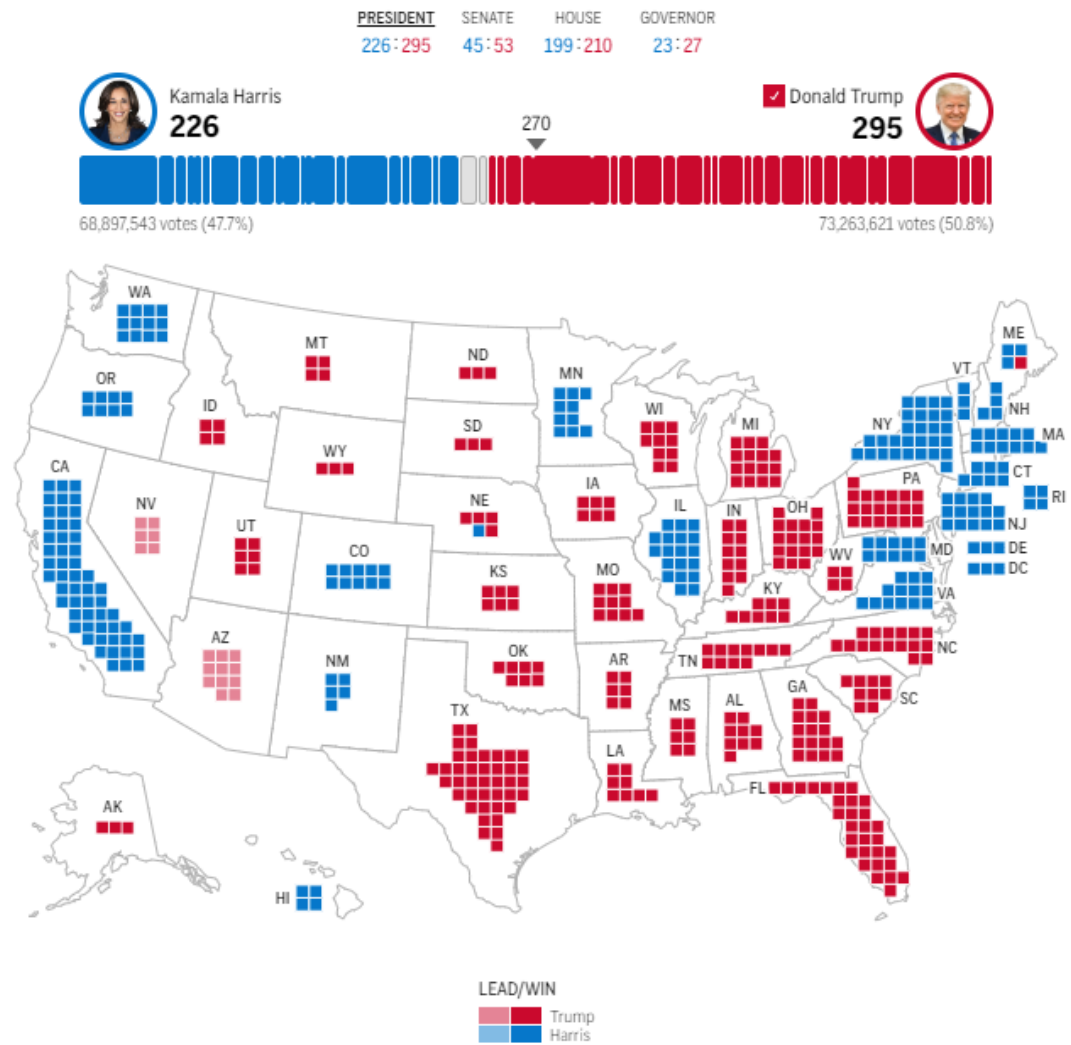 PRESIDENT SENATE HOUSE GOVERNOR
226:295 45:53 199:210 23:27
Kamala Harris
226
Donald Trump
295
270
68,897,543 votes (47.7%)
73,263,621 votes (50.8%)
WA
ME
MT
ND
VT
OR
MN
ID
WI
NH
SD
NY
MI
MA
WY
CA
CT
PA
IA
NE
RI
NV
IL
IN
OH
UT
NJ
CO
MD
DE
WV
DC
KS
MO
KY
VA
AZ
NC
OK
TN
NM
AR
GA
SC
AL
MS
TX
LA
FL
AK
HI
LEAD/WIN
Trump
Harris